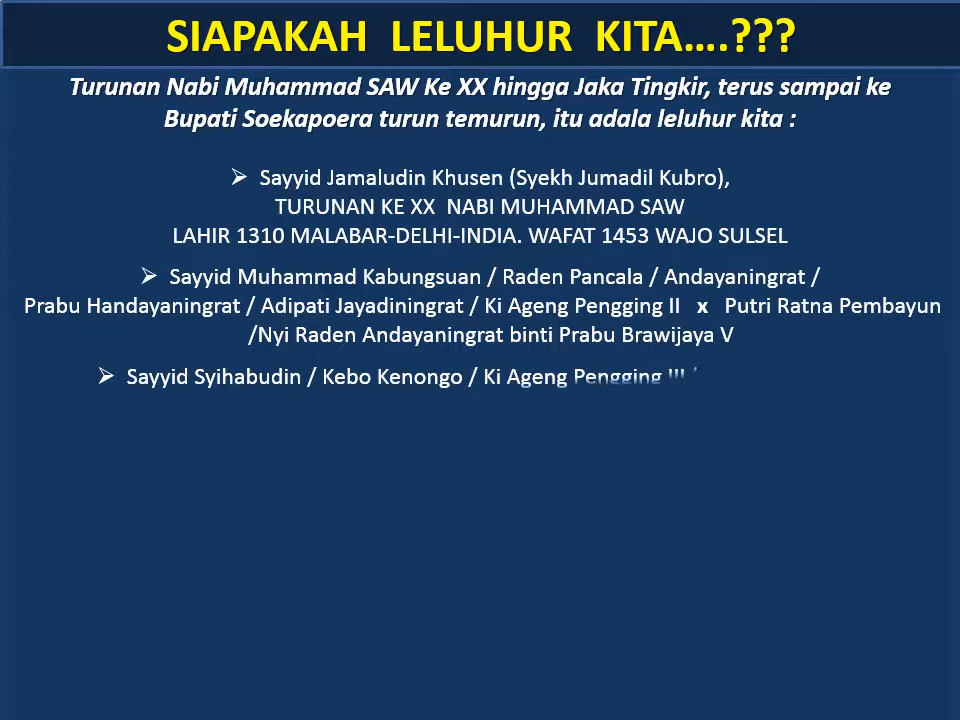 SIAPAKAH LELUHUR KITA....???
Turunan Nabi Muhammad SAW Ke XX hingga Jaka Tingkir, terus sampai ke
Bupati Soekapoera turun temurun, itu adala leluhur kita :
➢ Sayyid Jamaludin Khusen (Syekh Jumadil Kubro),
TURUNAN KE XX NABI MUHAMMAD SAW
LAHIR 1310 MALABAR-DELHI-INDIA. WAFAT 1453 WAJO SULSEL
➢ Sayyid Muhammad Kabungsuan / Raden Pancala / Andayaningrat /
Prabu Handayaningrat / Adipati Jayadiningrat / Ki Ageng Pengging II x Putri Ratna Pembayun
/Nyi Raden Andayaningrat binti Prabu Brawijaya V
➢ Sayyid Syihabudin / Kebo Kenongo / Ki Ageng Pengging III